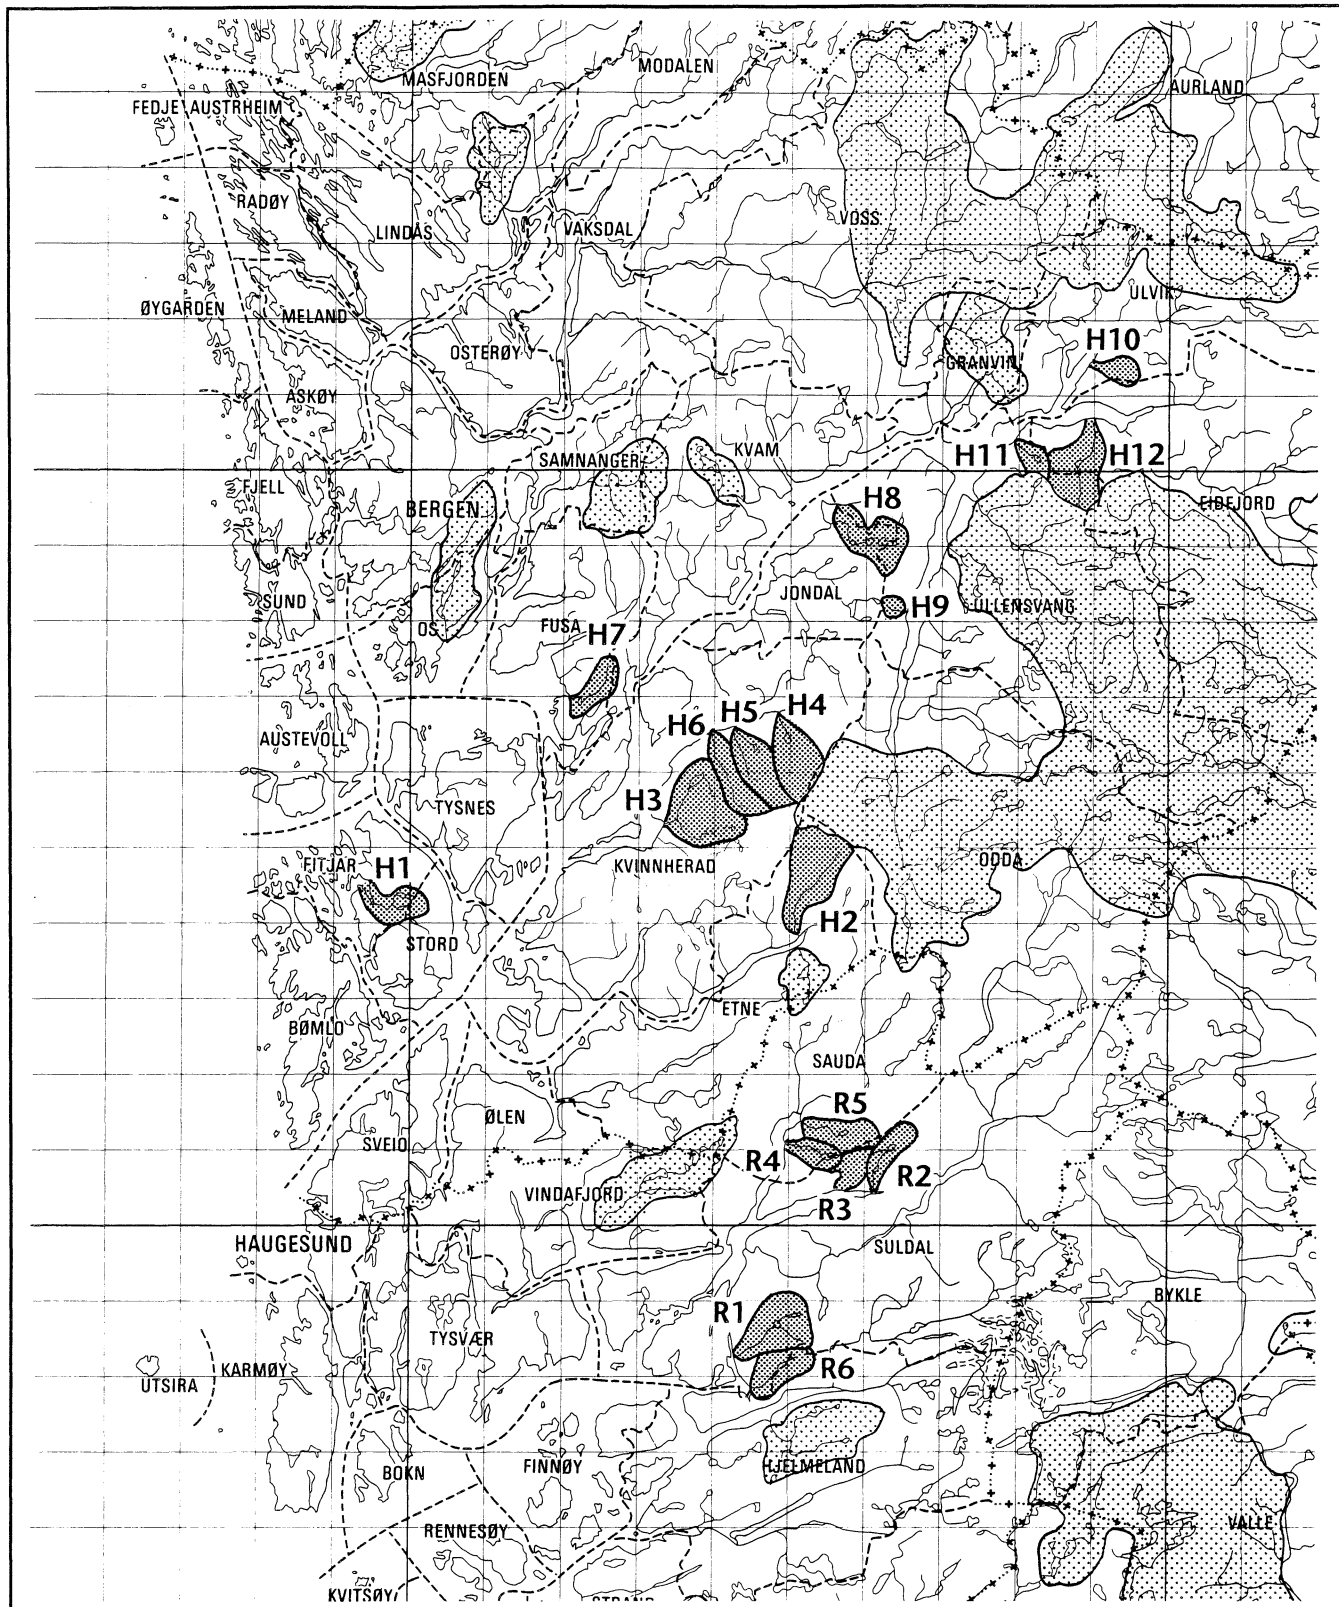 MASFJORDEN
MODALEN
AURLAND
FEDJE
AUSTRHEIM
RADØY
LINDÅS
VAKSDAL
VOSS
ØYGARDEN
MELAND
ULVIK
OSTERØY
GRANVIN
H10
ASKØY
SAMNANGER
KVAM
H11
H12
FJELL
BERGEN
H8
EIDEJORD
SUND
JONDAL
H9
ULLENSVANG
OS
FUSA
H7
AUSTEVOLL
H6
H5
H4
TYSNES
H3
FITJAR
H1
KVINNHERAD
ODDA
H2
STORD
BØMLO
ETNE
SAUDA
ØLEN
R5
SVEIO
R4
R2
VINDAFJORD
R3
HAUGESUND
SULDAL
BYKLE
R1
TYSVÆR
R6
UTSIRA
KARMØY
BOKN
FINNØY
HJELMELAND
RENNESØY
VALLE
KVITSØY